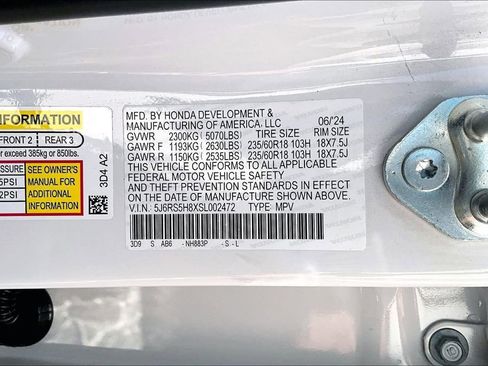 INFORMATION
FRONT 2 REAR 3
exceed 385kg or 850lbs.
SEE OWNER'S
MANUAL FOR
ADDITIONAL
INFORMATION
3D4 A2
MFD. BY HONDA DEVELOPMENT &
MANUFACTURING OF AMERICA, LLC 06/'24
GVWR 2300KG (5070LBS) TIRE SIZE RIM SIZE
GAWR F 1193KG (2630LBS) 235/60R18 103H 18X7.5J
GAWR R 1150KG (2535LBS) 235/60R18 103H 18X7.5J
THIS VEHICLE CONFORMS TO ALL APPLICABLE
FEDERAL MOTOR VEHICLE SAFETY
AND THEFT PREVENTION STANDARDS IN EFFECT
ON THE DATE OF MANUFACTURE SHOWN ABOVE.
V.I.N.: 5J6RS5H8XSL002472 TYPE: MPV
3D9 S AB6 -NH883P -S-L